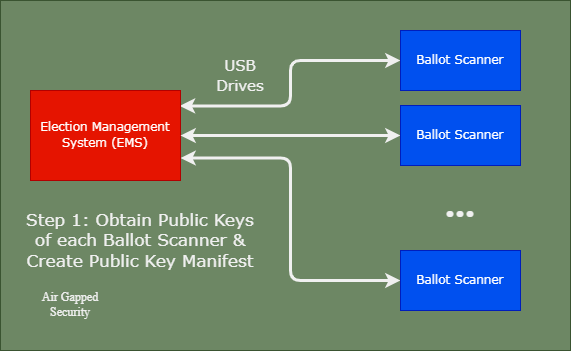 USB
Drives
Ballot Scanner
Election Management
System (EMS)
Ballot Scanner
...
Step 1: Obtain Public Keys
of each Ballot Scanner &
Create Public Key Manifest
Ballot Scanner
Air Gapped
Security